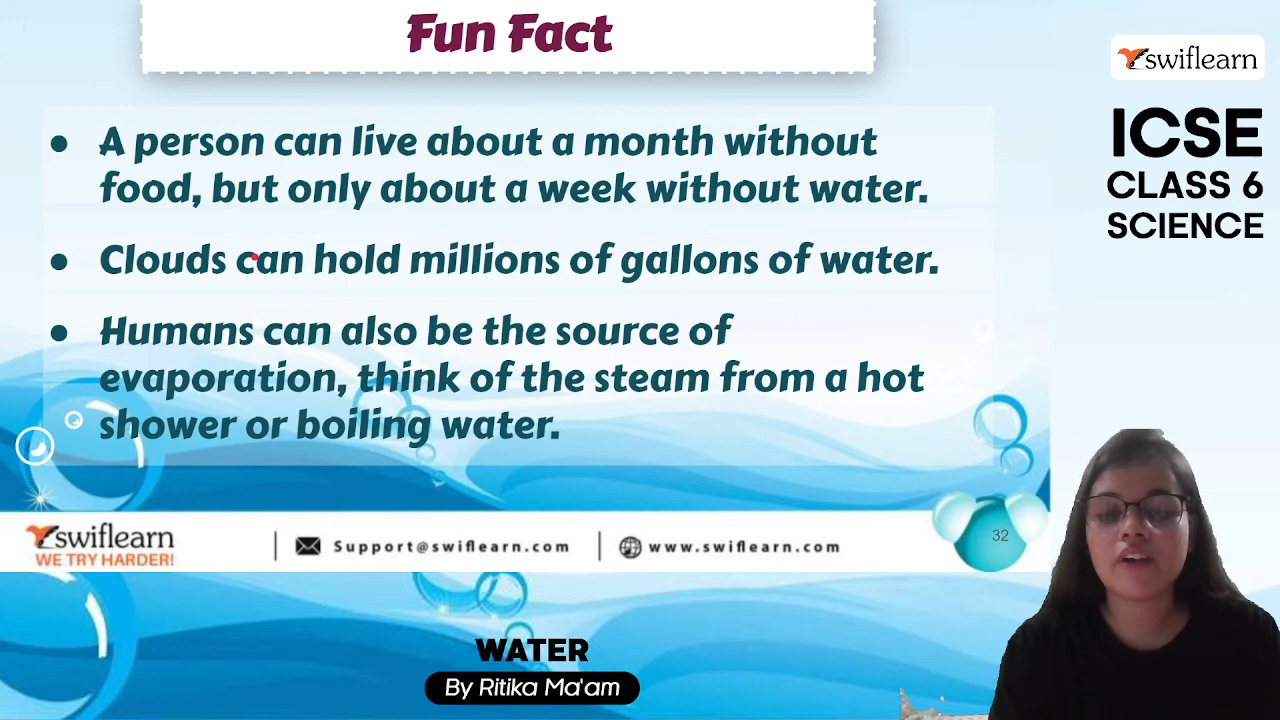 Fun Fact
• A person can live about a month without
food, but only about a week without water.
• Clouds can hold millions of gallons of water.
• Humans can also be the source of
evaporation, think of the steam from a hot
shower or boiling water.
swiflearn
ICSE
CLASS 6
SCIENCE
swiflearn
WE TRY HARDER!
Support@swiflearn.com
www.swiflearn.com
32
WATER
By Ritika Ma'am